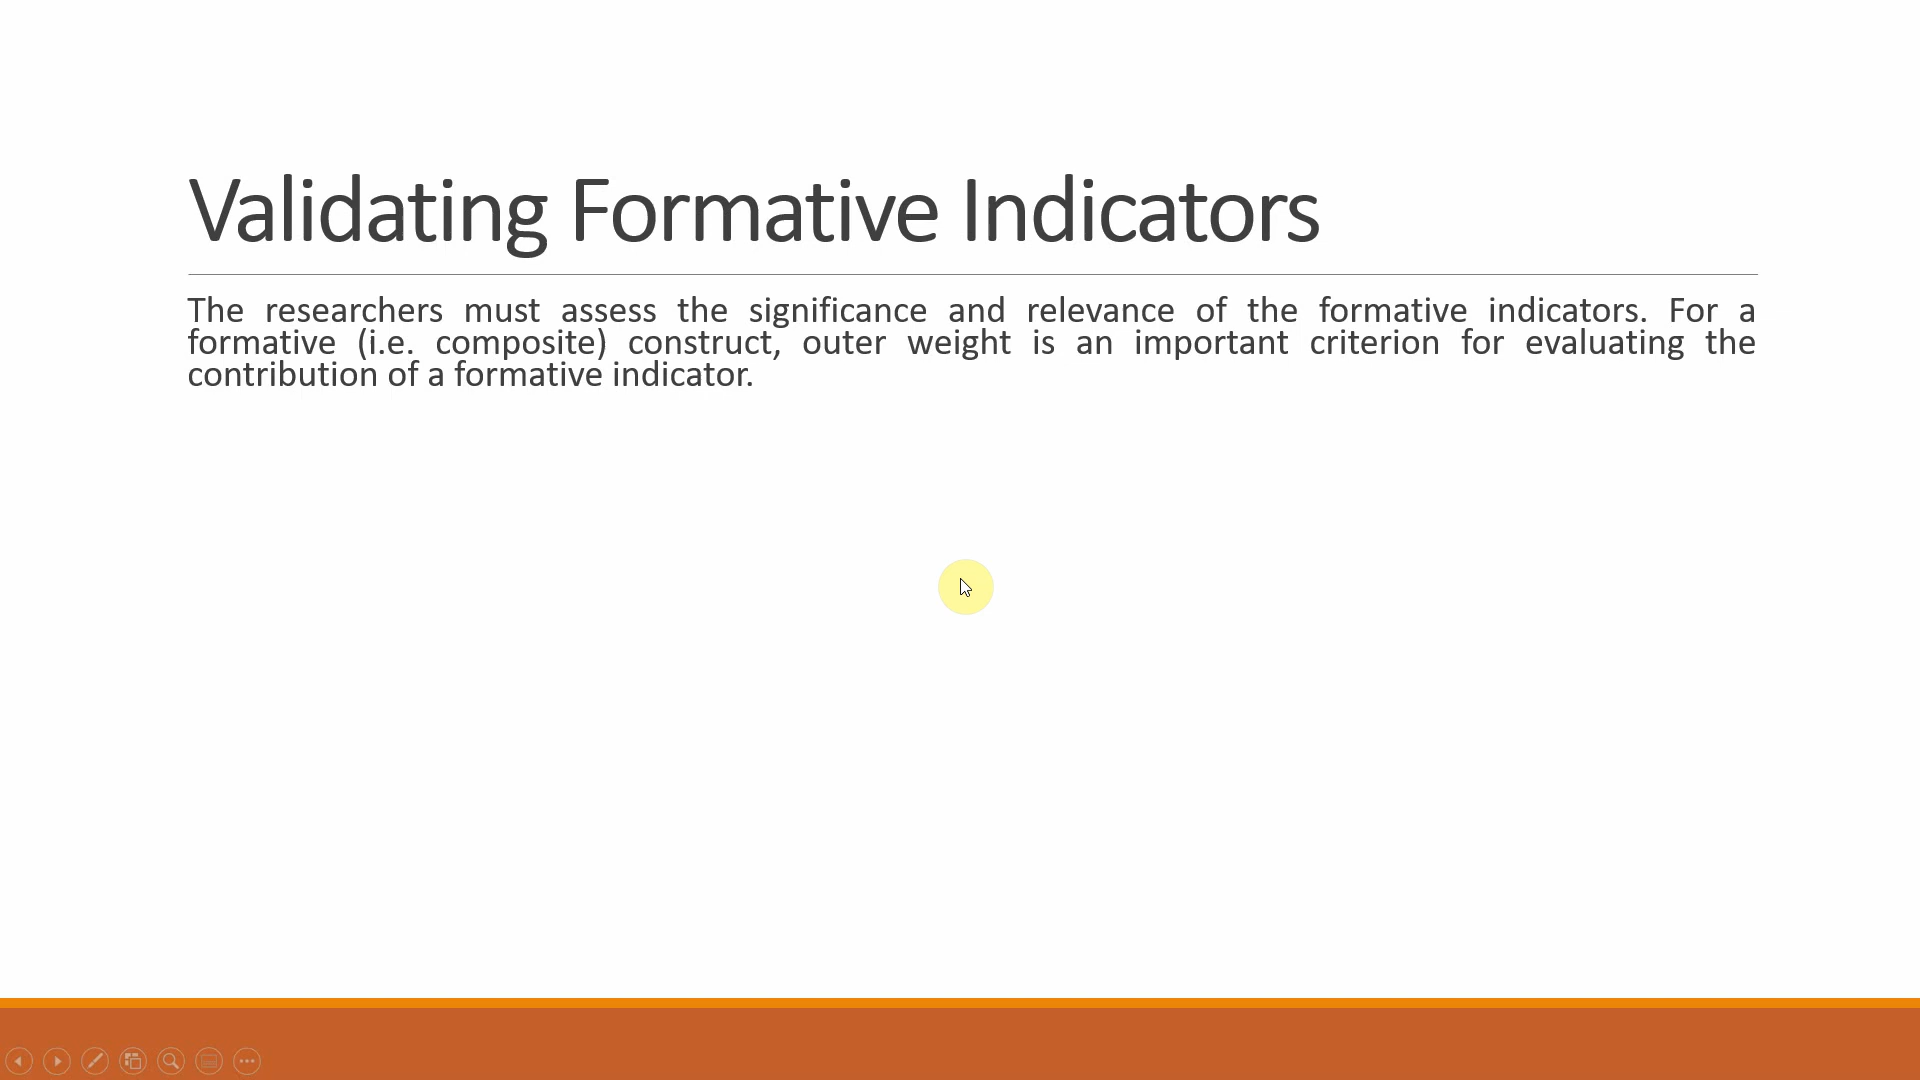 Validating Formative Indicators
The researchers must assess the significance and relevance of the formative indicators. For a
formative (i.e. composite) construct, outer weight is an important criterion for evaluating the
contribution of a formative indicator.